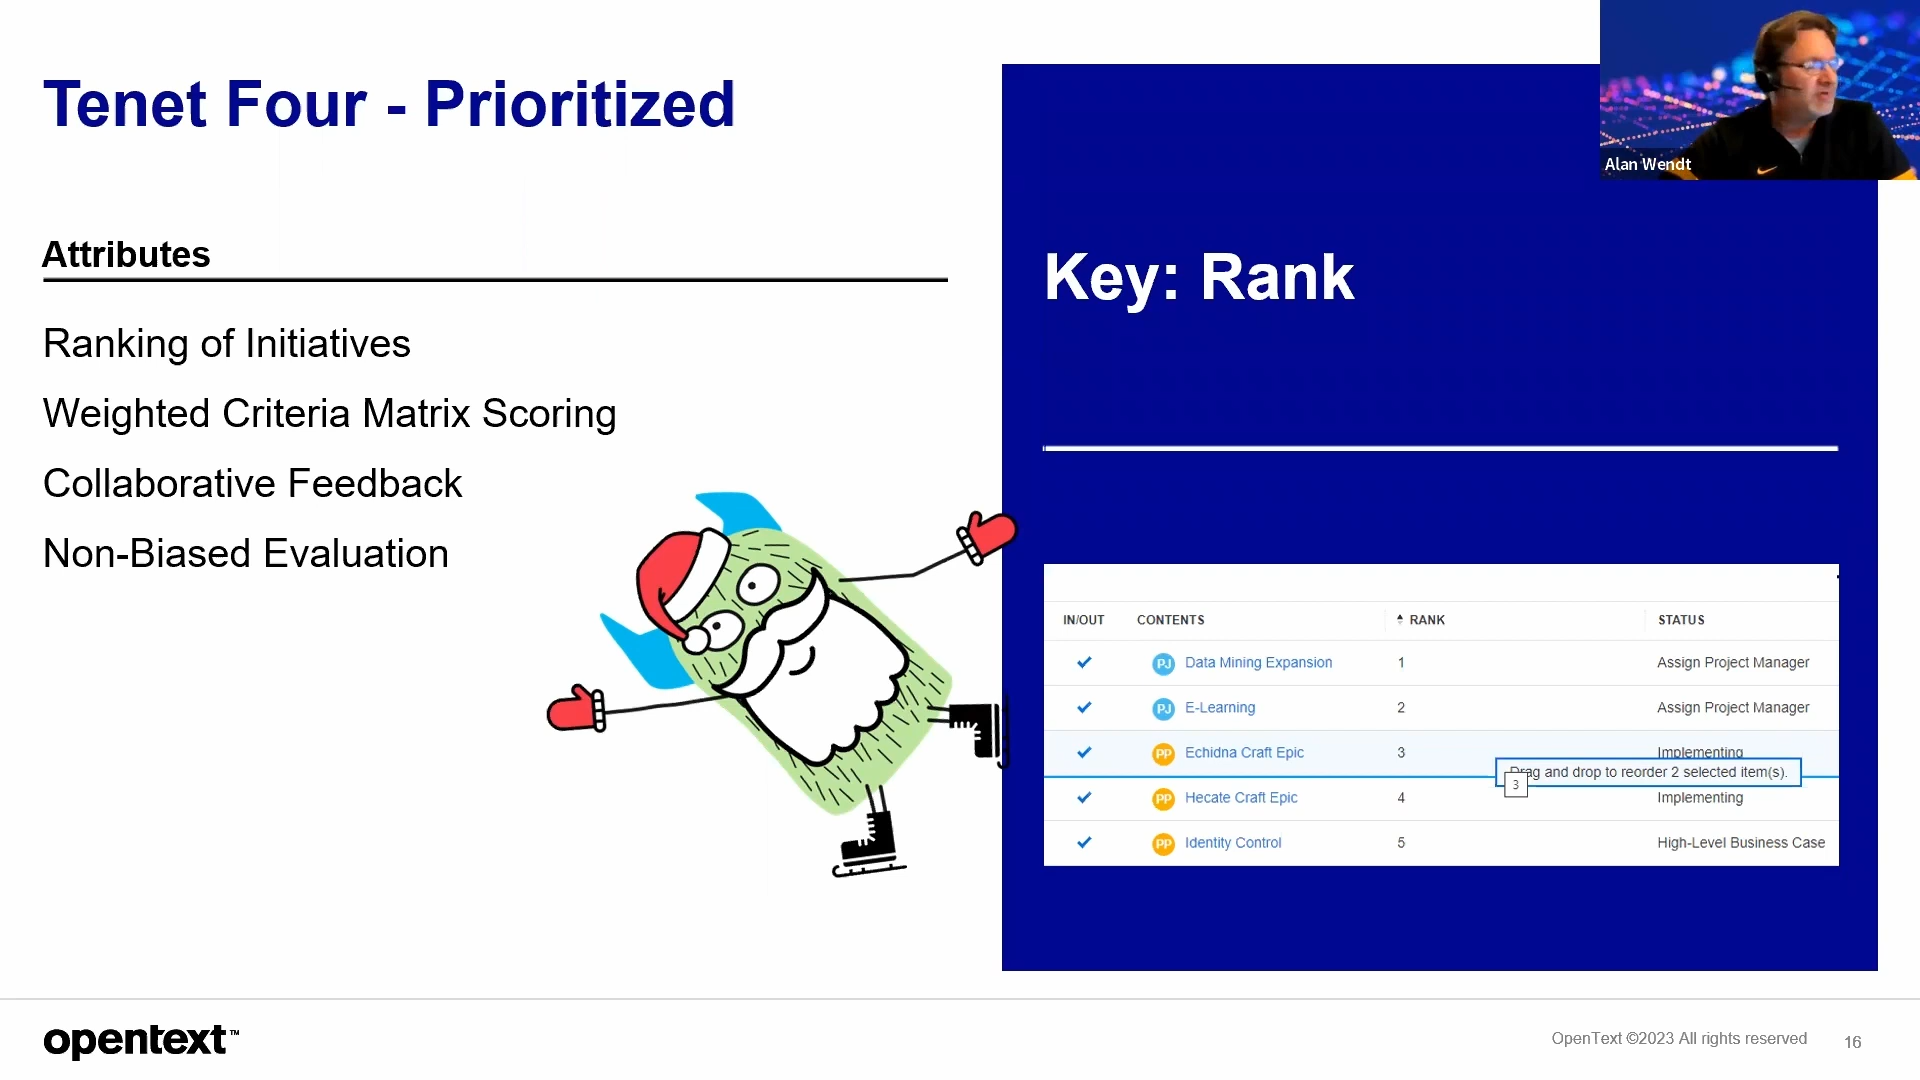 Tenet Four - Prioritized
Alan Wendt
Attributes
Ranking of Initiatives
Weighted Criteria Matrix Scoring
Collaborative Feedback
Non-Biased Evaluation
Key: Rank
IN/OUT CONTENTS RANK STATUS
PJ Data Mining Expansion 1 Assign Project Manager
PJ E-Learning 2 Assign Project Manager
PP Echidna Craft Epic 3 Implementing
Drag and drop to reorder 2 selected item(s).
3
PP Hecate Craft Epic 4 Implementing
PP Identity Control 5 High-Level Business Case
opentext™
OpenText ©2023 All rights reserved 16